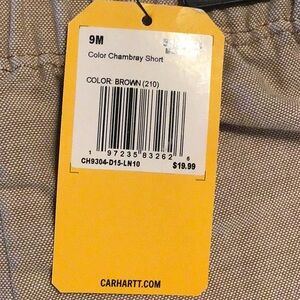 9M
Color Chambray Short
COLOR: BROWN (210)
1 97235 83262 6
CH9304-D15-LN10
$19.99
CARHARTT.COM